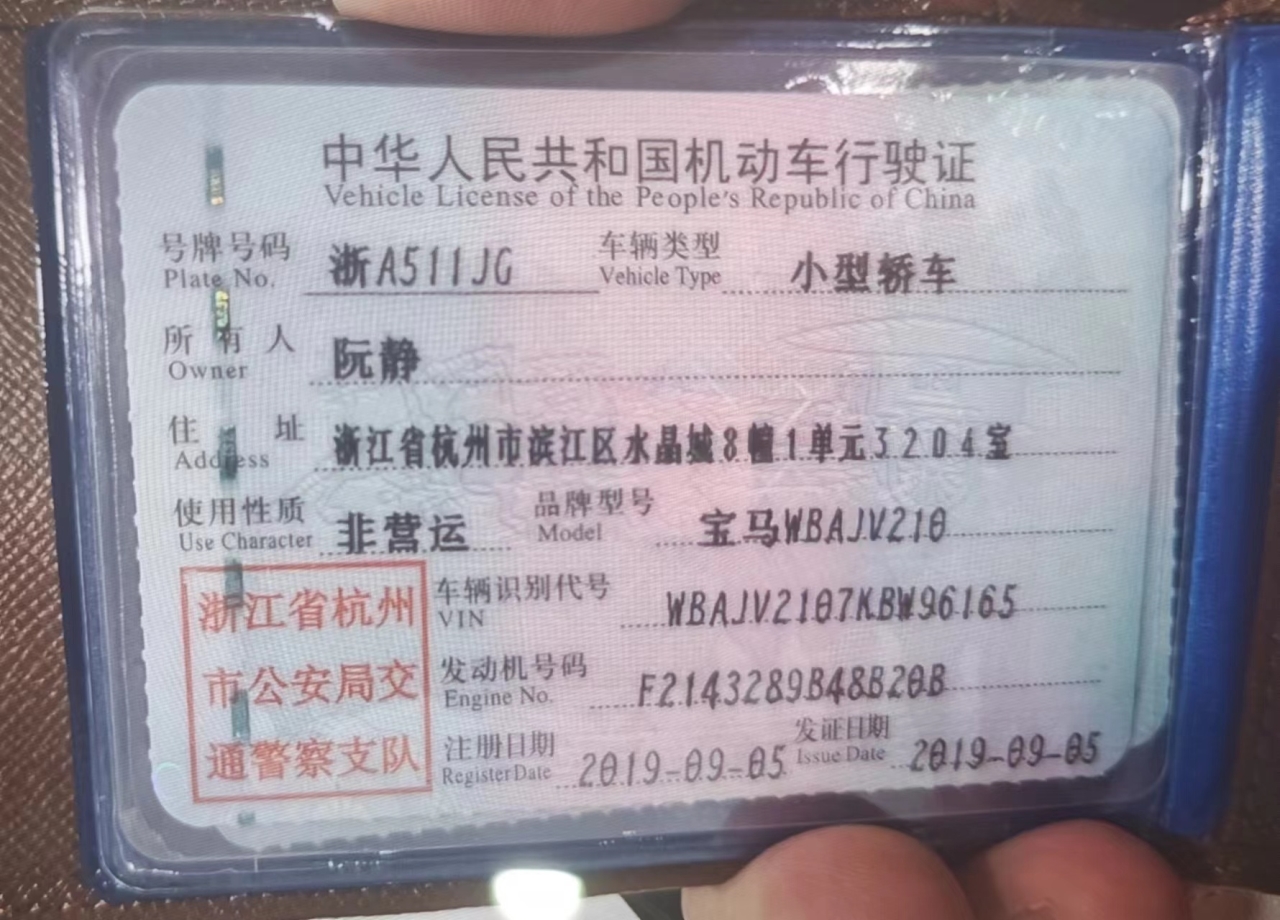 中华人民共和国机动车行驶证
Vehicle License of the People's Republic of China
号牌号码 浙A511JG 车辆类型 小型轿车
Plate No. Vehicle Type
所有人 阮静
Owner
住址 浙江省杭州市滨江区水晶城8幢1单元3204室
Address
使用性质 非营运 品牌型号 宝马WBAJV210
Use Character Model
浙江省杭州 车辆识别代号 WBAJV2107KBW96165
VIN
市公安局交 发动机号码 F2143289B48B20B
Engine No.
通警察支队 注册日期 2019-09-05 发证日期 2019-09-05
Register Date Issue Date